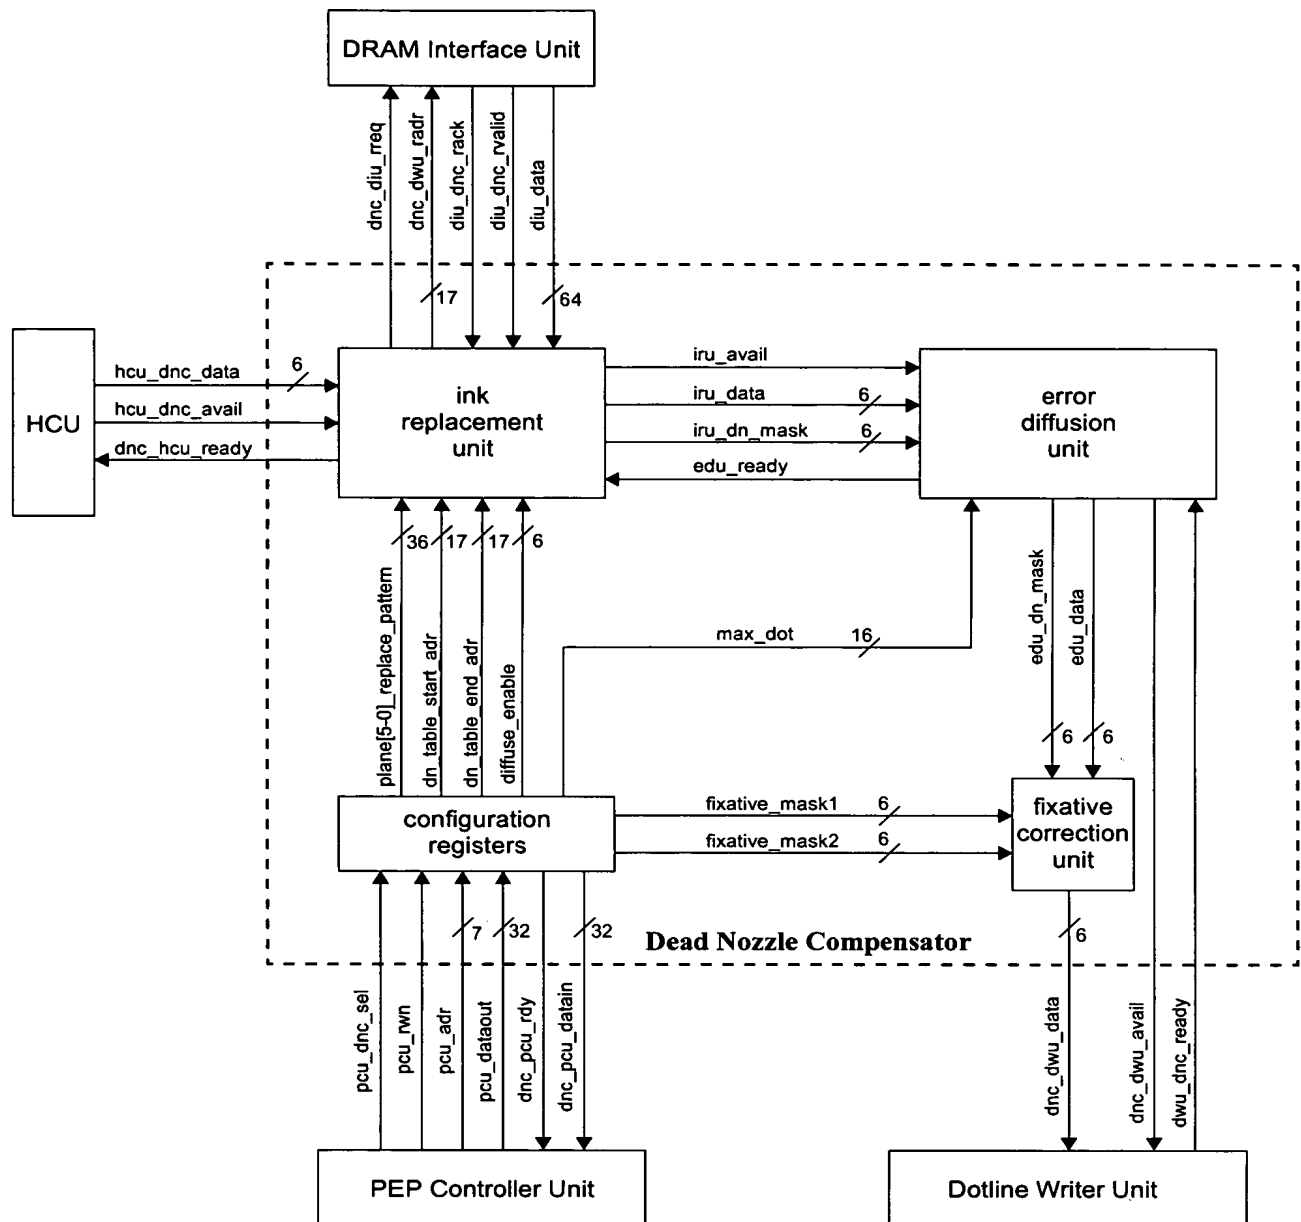 DRAM Interface Unit
dnc_diu_rreq
dnc_dwu_radr
diu_dnc_rack
diu_dnc_rvalid
diu_data
17
64
HCU
hcu_dnc_data
6
hcu_dnc_avail
dnc_hcu_ready
ink
replacement
unit
iru_avail
iru_data
6
iru_dn_mask
6
edu_ready
error
diffusion
unit
36
17
17
6
plane[5-0]_replace_pattern
dn_table_start_adr
dn_table_end_adr
diffuse_enable
max_dot
16
edu_dn_mask
edu_data
6
6
configuration
registers
fixative_mask1
6
fixative_mask2
6
fixative
correction
unit
7
32
32
6
Dead Nozzle Compensator
pcu_dnc_sel
pcu_rwn
pcu_adr
pcu_dataout
dnc_pcu_rdy
dnc_pcu_datain
dnc_dwu_data
dnc_dwu_avail
dwu_dnc_ready
PEP Controller Unit
Dotline Writer Unit